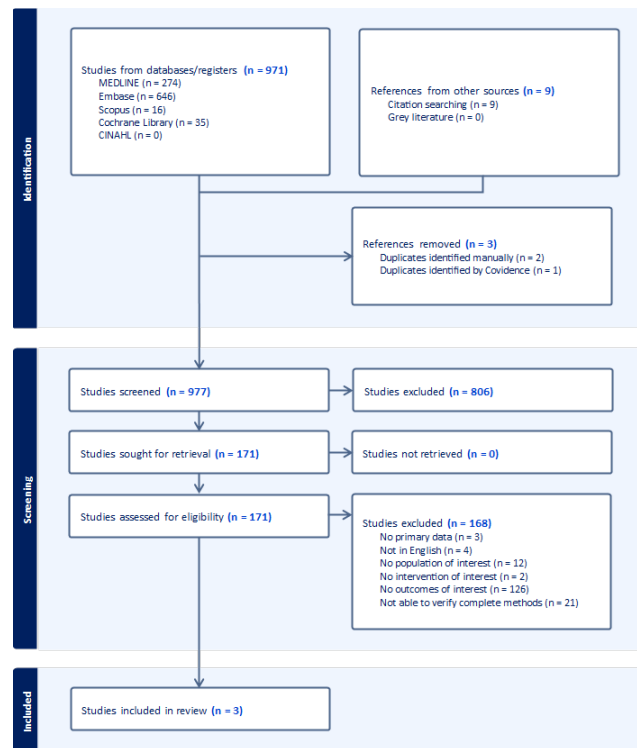 Identification
Studies from databases/registers (n = 971)
MEDLINE (n = 274)
Embase (n = 646)
Scopus (n = 16)
Cochrane Library (n = 35)
CINAHL (n = 0)
References from other sources (n = 9)
Citation searching (n = 9)
Grey literature (n = 0)
References removed (n = 3)
Duplicates identified manually (n = 2)
Duplicates identified by Covidence (n = 1)
Screening
Studies screened (n = 977)
Studies excluded (n = 806)
Studies sought for retrieval (n = 171)
Studies not retrieved (n = 0)
Studies assessed for eligibility (n = 171)
Studies excluded (n = 168)
No primary data (n = 3)
Not in English (n = 4)
No population of interest (n = 12)
No intervention of interest (n = 2)
No outcomes of interest (n = 126)
Not able to verify complete methods (n = 21)
Included
Studies included in review (n = 3)